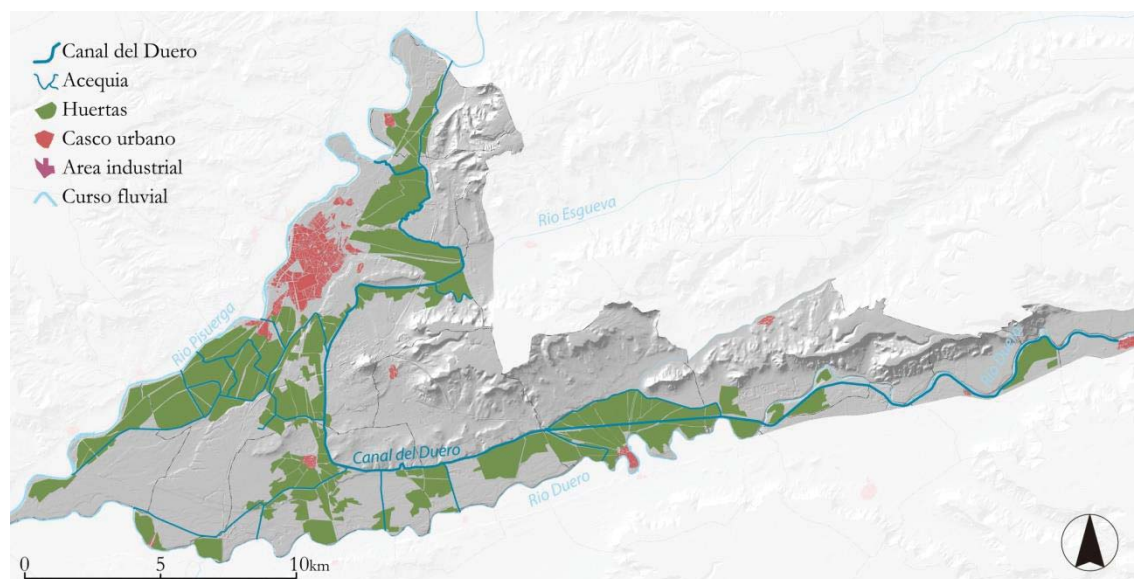 Canal del Duero
Acequia
Huertas
Casco urbano
Area industrial
Curso fluvial
Río Esgueva
Río Pisuerga
Canal del Duero
Río Duero
0 5 10km